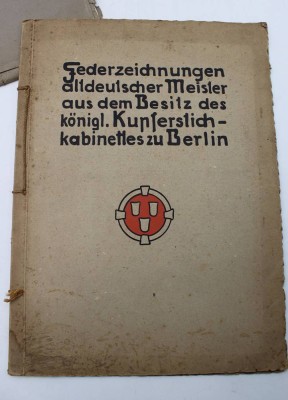 Federzeichnungen
altdeutscher Meister
aus dem Besitz des
königl. Kupferstich-
kabinettes zu Berlin